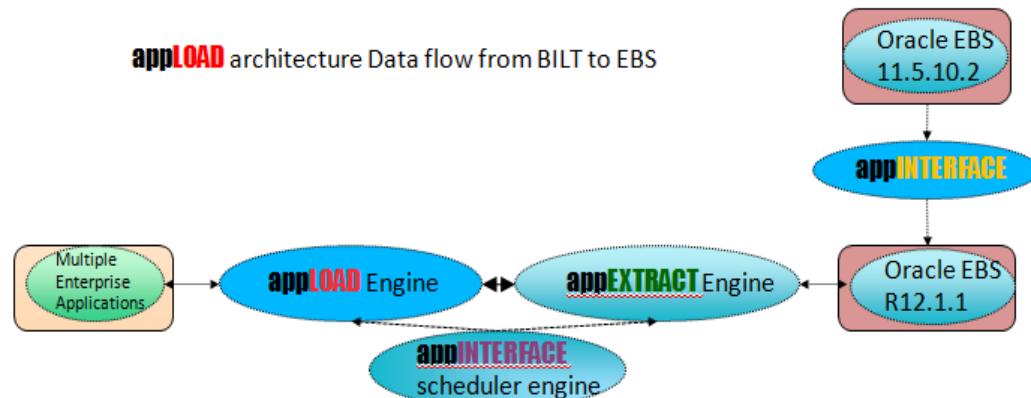 appLOAD architecture Data flow from BILT to EBS
Oracle EBS
11.5.10.2
appINTERFACE
Multiple
Enterprise
Applications
appLOAD Engine
appEXTRACT Engine
Oracle EBS
R12.1.1
appINTERFACE
scheduler engine